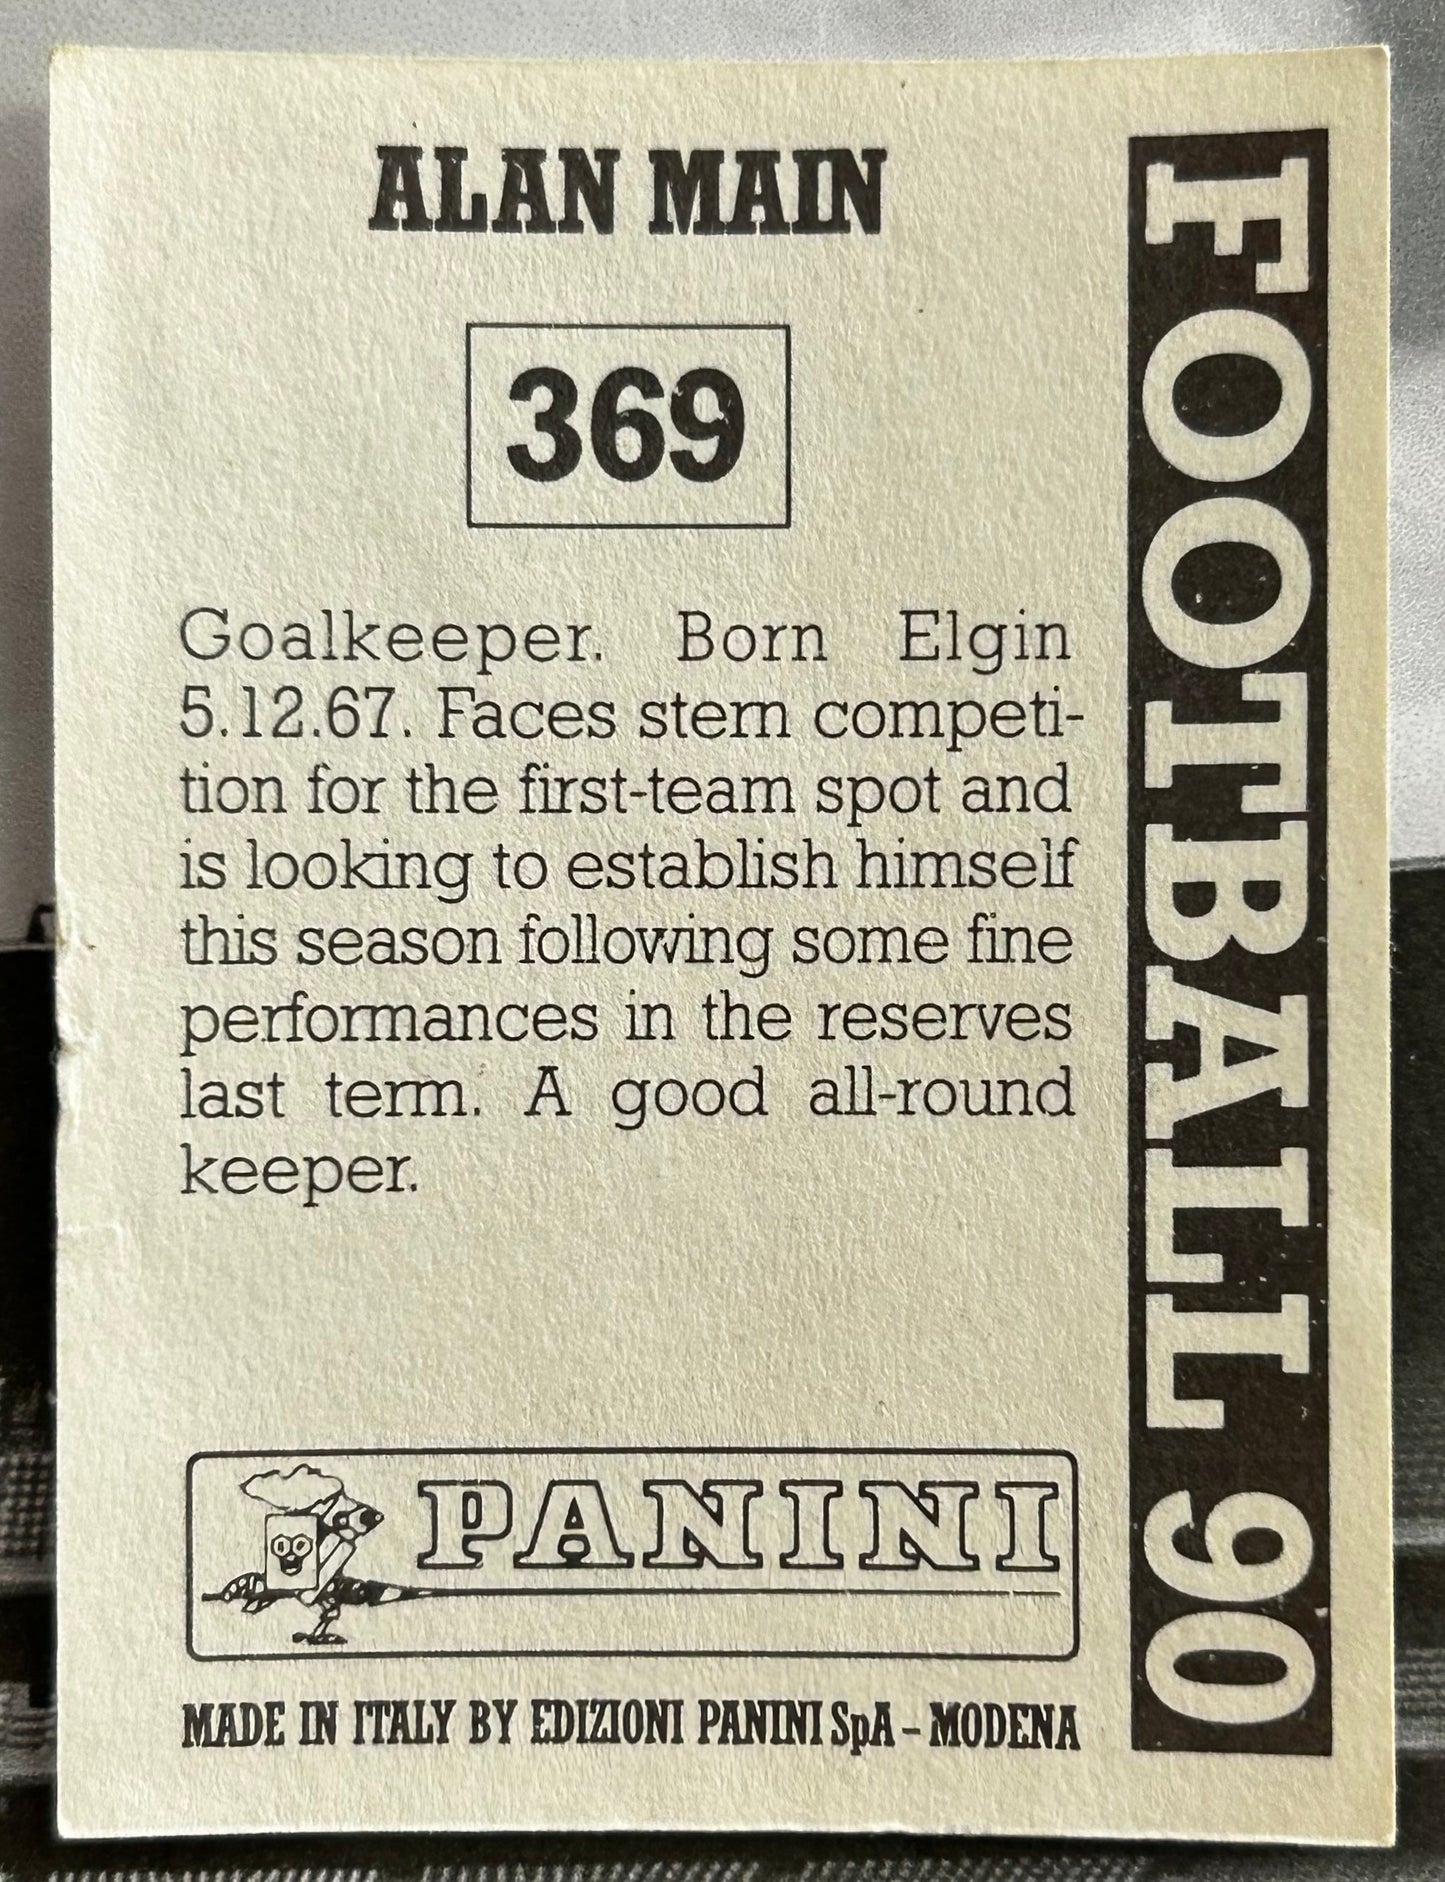 ALAN MAIN
369
Goalkeeper. Born Elgin
5.12.67. Faces stern competi-
tion for the first-team spot and
is looking to establish himself
this season following some fine
performances in the reserves
last term. A good all-round
keeper.
PANINI
MADE IN ITALY BY EDIZIONI PANINI SpA - MODENA
FOOTBALL 90